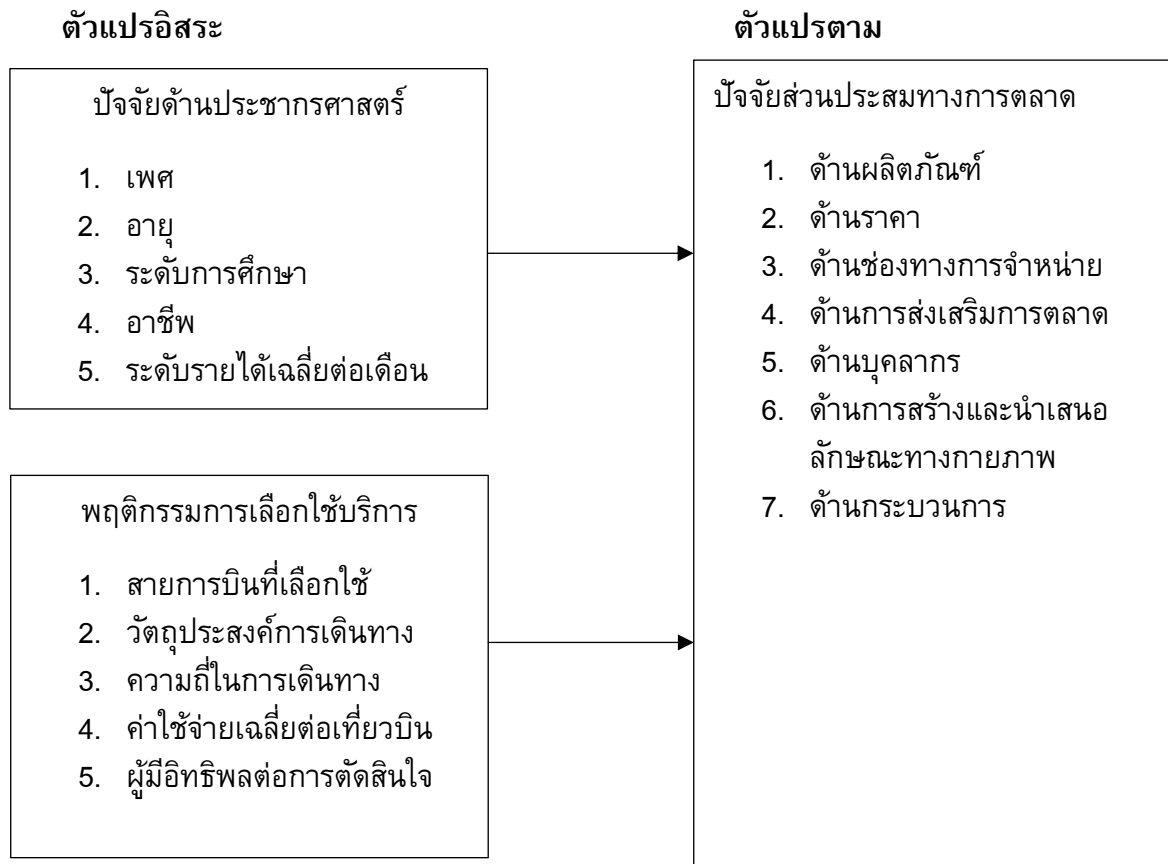 ตัวแปรอิสระ
ปัจจัยด้านประชากรศาสตร์
1. เพศ
2. อายุ
3. ระดับการศึกษา
4. อาชีพ
5. ระดับรายได้เฉลี่ยต่อเดือน
พฤติกรรมการเลือกใช้บริการ
1. สายการบินที่เลือกใช้
2. วัตถุประสงค์การเดินทาง
3. ความถี่ในการเดินทาง
4. ค่าใช้จ่ายเฉลี่ยต่อเที่ยวบิน
5. ผู้มีอิทธิพลต่อการตัดสินใจ
ตัวแปรตาม
ปัจจัยส่วนประสมทางการตลาด
1. ด้านผลิตภัณฑ์
2. ด้านราคา
3. ด้านช่องทางการจำหน่าย
4. ด้านการส่งเสริมการตลาด
5. ด้านบุคลากร
6. ด้านการสร้างและนำเสนอ
ลักษณะทางกายภาพ
7. ด้านกระบวนการ